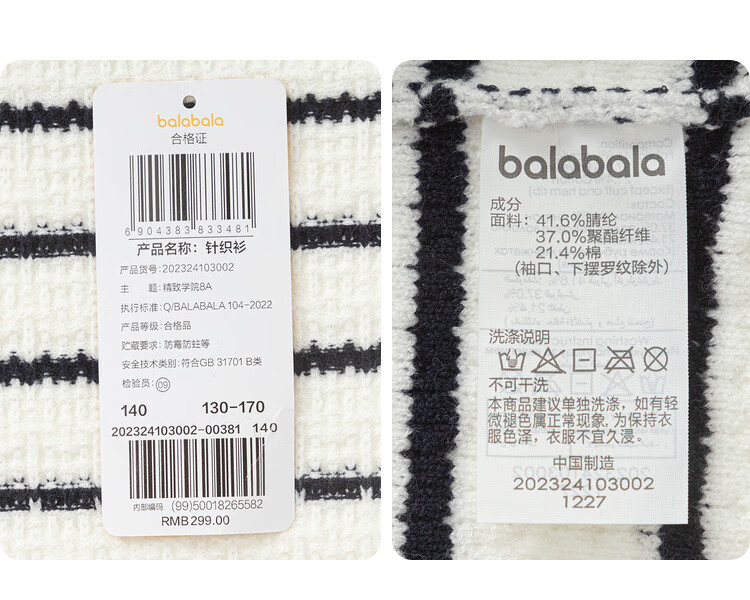 balabala
合格证
6 904383 833481
产品名称：针织衫
产品货号：202324103002
主 题：精致学院8A
执行标准：Q/BALABALA 104-2022
产品等级：合格品
贮藏要求：防霉防蛀等
安全技术类别：符合GB 31701 B类
检验员：09
140 130-170
202324103002-00381 140
内部编码 (99)50018265582
RMB299.00
balabala
成分
面料：41.6%腈纶
37.0%聚酯纤维
21.4%棉
（袖口、下摆罗纹除外）
洗涤说明
不可干洗
本商品建议单独洗涤，如有轻
微褪色属正常现象，为保持衣
服色泽，衣服不宜久浸。
中国制造
202324103002
1227